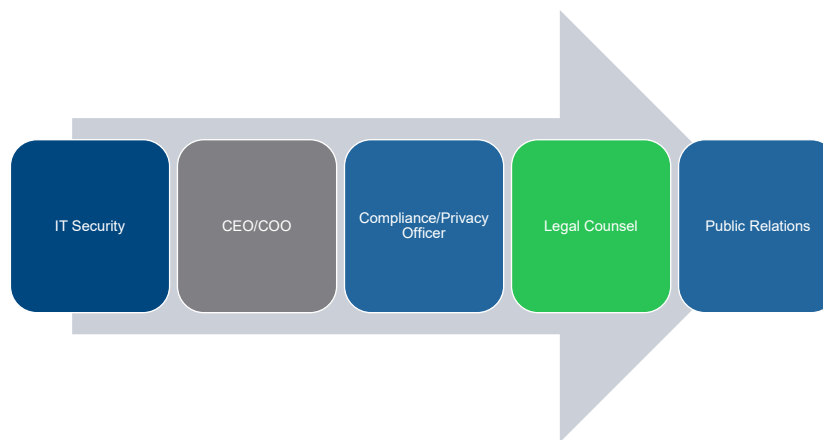 IT Security
CEO/COO
Compliance/Privacy
Officer
Legal Counsel
Public Relations